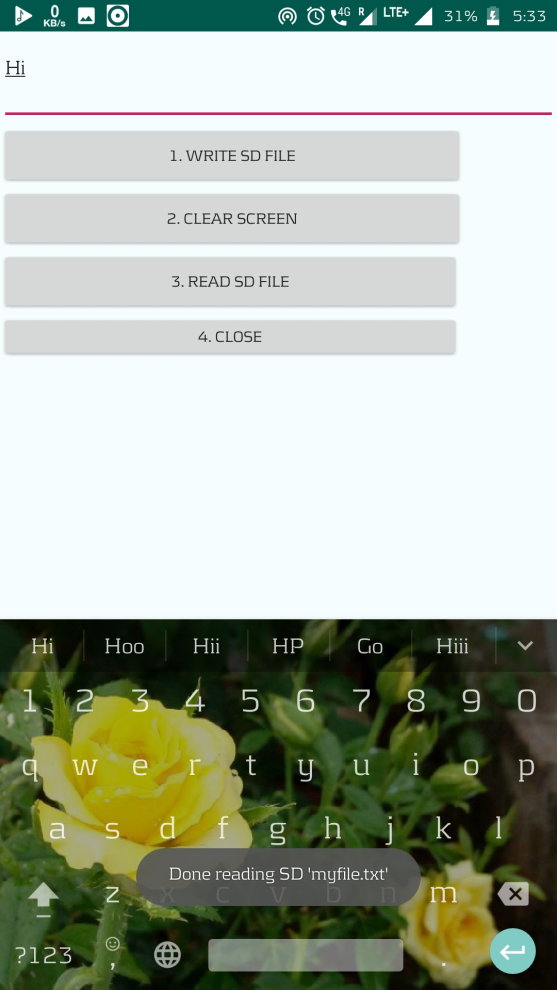 0
KB/s
4G
R
LTE+
31%
5:33
Hi
1. WRITE SD FILE
2. CLEAR SCREEN
3. READ SD FILE
4. CLOSE
Hi Hoo Hii HP Go Hiii
1 2 3 4 5 6 7 8 9 0
q w e r t y u i o p
a s d f g h j k l
Done reading SD 'myfile.txt'
z x c v b n m
?123 , .